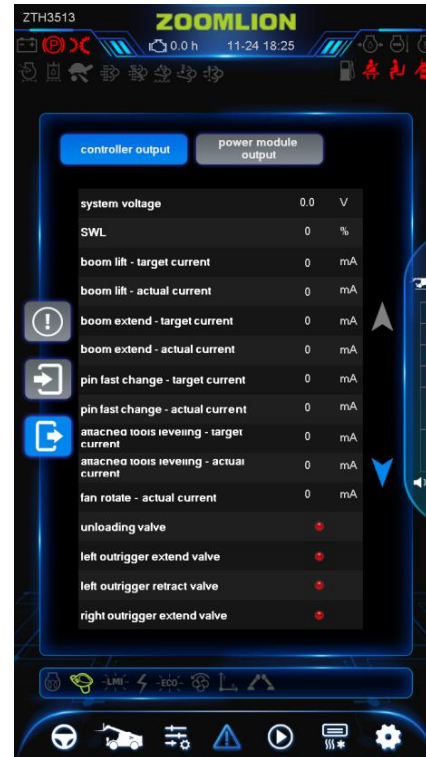 ZTH3513
ZOOMLION
0.0 h
11-24 18:25
controller output
power module
output
system voltage 0.0 V
SWL 0 %
boom lift - target current 0 mA
boom lift - actual current 0 mA
boom extend - target current 0 mA
boom extend - actual current 0 mA
pin fast change - target current 0 mA
pin fast change - actual current 0 mA
attached tools leveling - target
current 0 mA
attached tools leveling - actual
current 0 mA
fan rotate - actual current 0 mA
unloading valve
left outrigger extend valve
left outrigger retract valve
right outrigger extend valve
-LMI- -ECO-